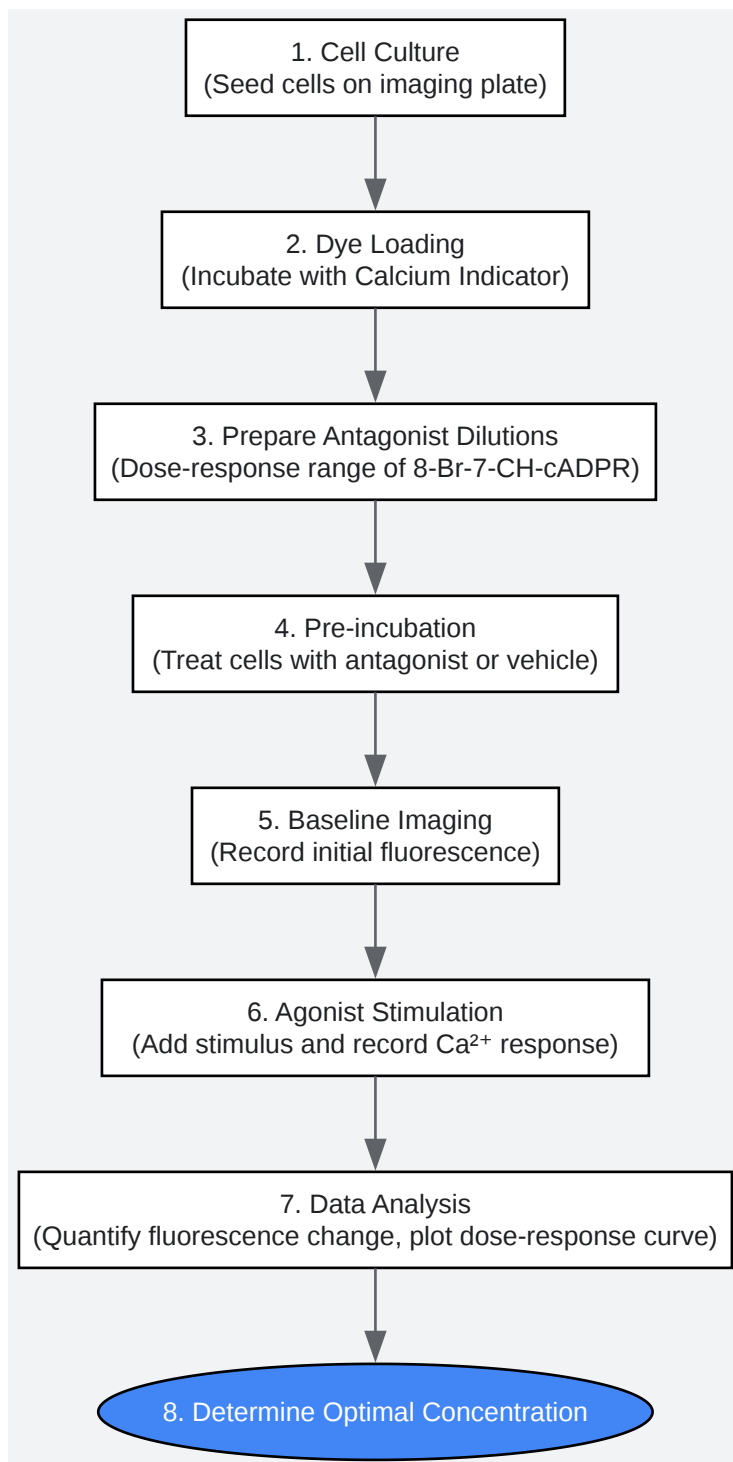 1. Cell Culture
(Seed cells on imaging plate)
2. Dye Loading
(Incubate with Calcium Indicator)
3. Prepare Antagonist Dilutions
(Dose-response range of 8-Br-7-CH-cADPR)
4. Pre-incubation
(Treat cells with antagonist or vehicle)
5. Baseline Imaging
(Record initial fluorescence)
6. Agonist Stimulation
(Add stimulus and record Ca²⁺ response)
7. Data Analysis
(Quantify fluorescence change, plot dose-response curve)
8. Determine Optimal Concentration